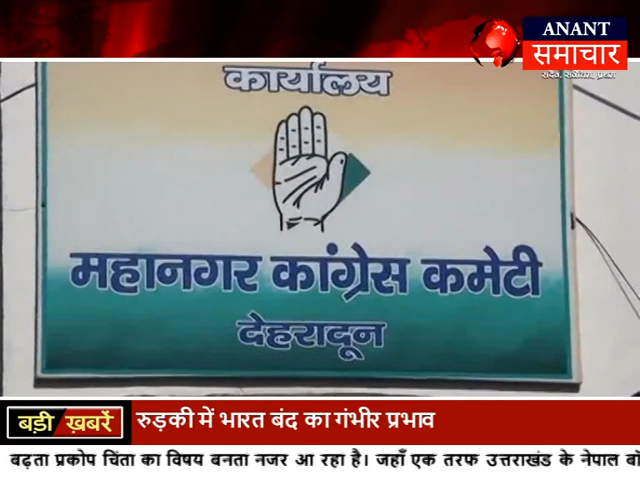 ANANT
समाचार
कार्यालय
महानगर कांग्रेस कमेटी
देहरादून
बड़ी ख़बरें
रुड़की में भारत बंद का गंभीर प्रभाव
बढ़ता प्रकोप चिंता का विषय बनता नजर आ रहा है। जहाँ एक तरफ उत्तराखंड के नेपाल